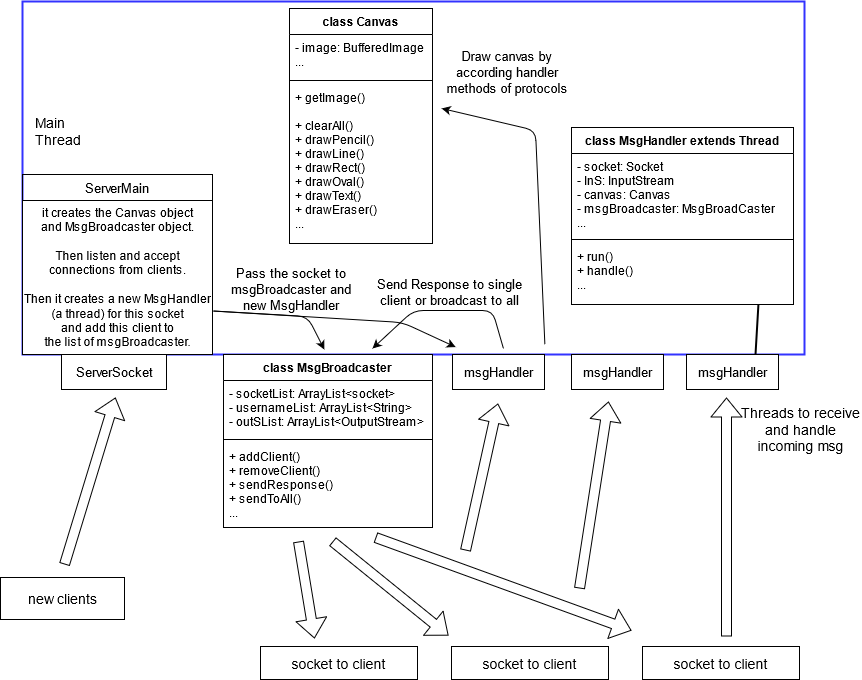 class Canvas
- image: BufferedImage
...
+ getImage()
+ clearAll()
+ drawPencil()
+ drawLine()
+ drawRect()
+ drawOval()
+ drawText()
+ drawEraser()
...
Draw canvas by
according handler
methods of protocols
Main
Thread
class MsgHandler extends Thread
- socket: Socket
- InS: InputStream
- canvas: Canvas
- msgBroadcaster: MsgBroadCaster
...
+ run()
+ handle()
...
ServerMain
it creates the Canvas object
and MsgBroadcaster object.
Then listen and accept
connections from clients.
Then it creates a new MsgHandler
(a thread) for this socket
and add this client to
the list of msgBroadcaster.
Pass the socket to
msgBroadcaster and
new MsgHandler
Send Response to single
client or broadcast to all
ServerSocket
class MsgBroadcaster
- socketList: ArrayList<socket>
- usernameList: ArrayList<String>
- outSList: ArrayList<OutputStream>
+ addClient()
+ removeClient()
+ sendResponse()
+ sendToAll()
...
msgHandler
msgHandler
msgHandler
Threads to receive
and handle
incoming msg
new clients
socket to client
socket to client
socket to client